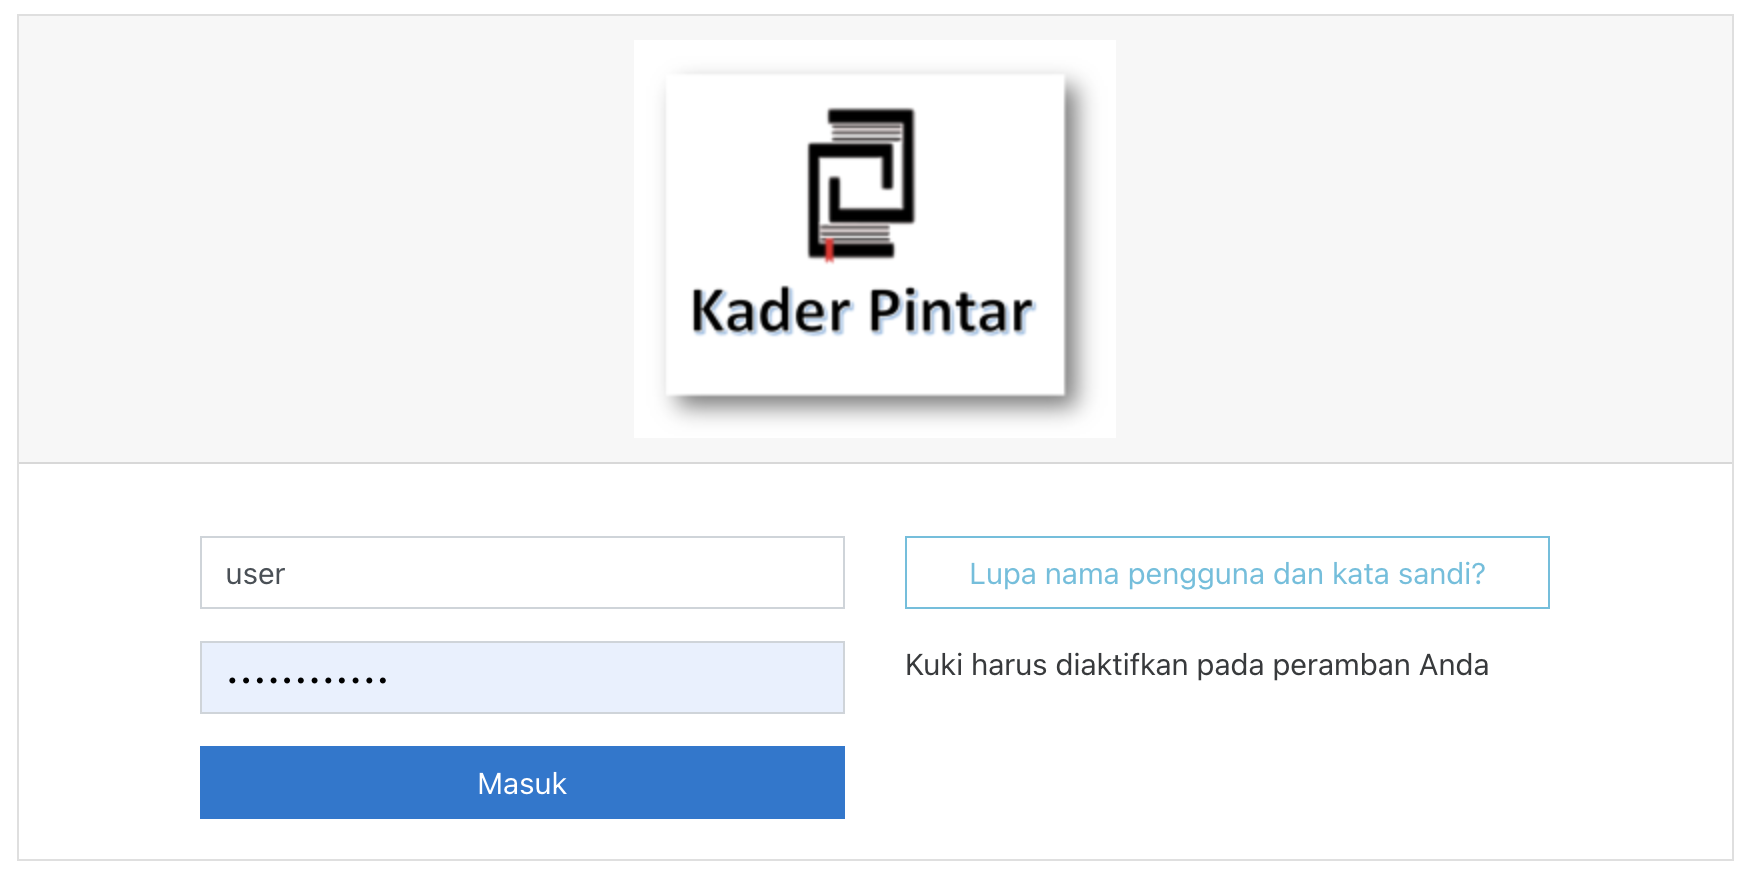 Kader Pintar
user
••••••••••••
Masuk
Lupa nama pengguna dan kata sandi?
Kuki harus diaktifkan pada peramban Anda